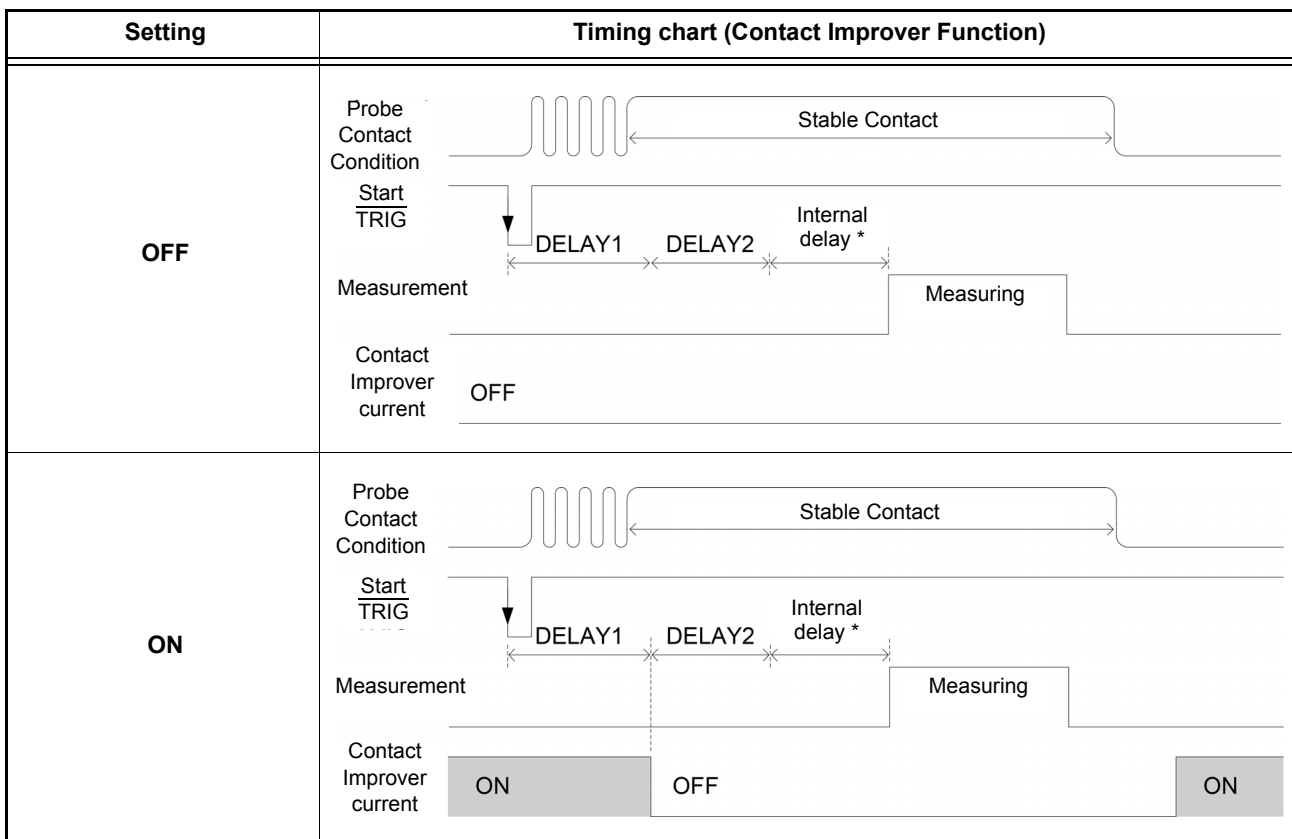 Setting Timing chart (Contact Improver Function)
OFF
Probe
Contact
Condition
Stable Contact
Start
TRIG
DELAY1 DELAY2 Internal
delay *
Measurement
Measuring
Contact
Improver
current
OFF
ON
Probe
Contact
Condition
Stable Contact
Start
TRIG
DELAY1 DELAY2 Internal
delay *
Measurement
Measuring
Contact
Improver
current
ON OFF ON